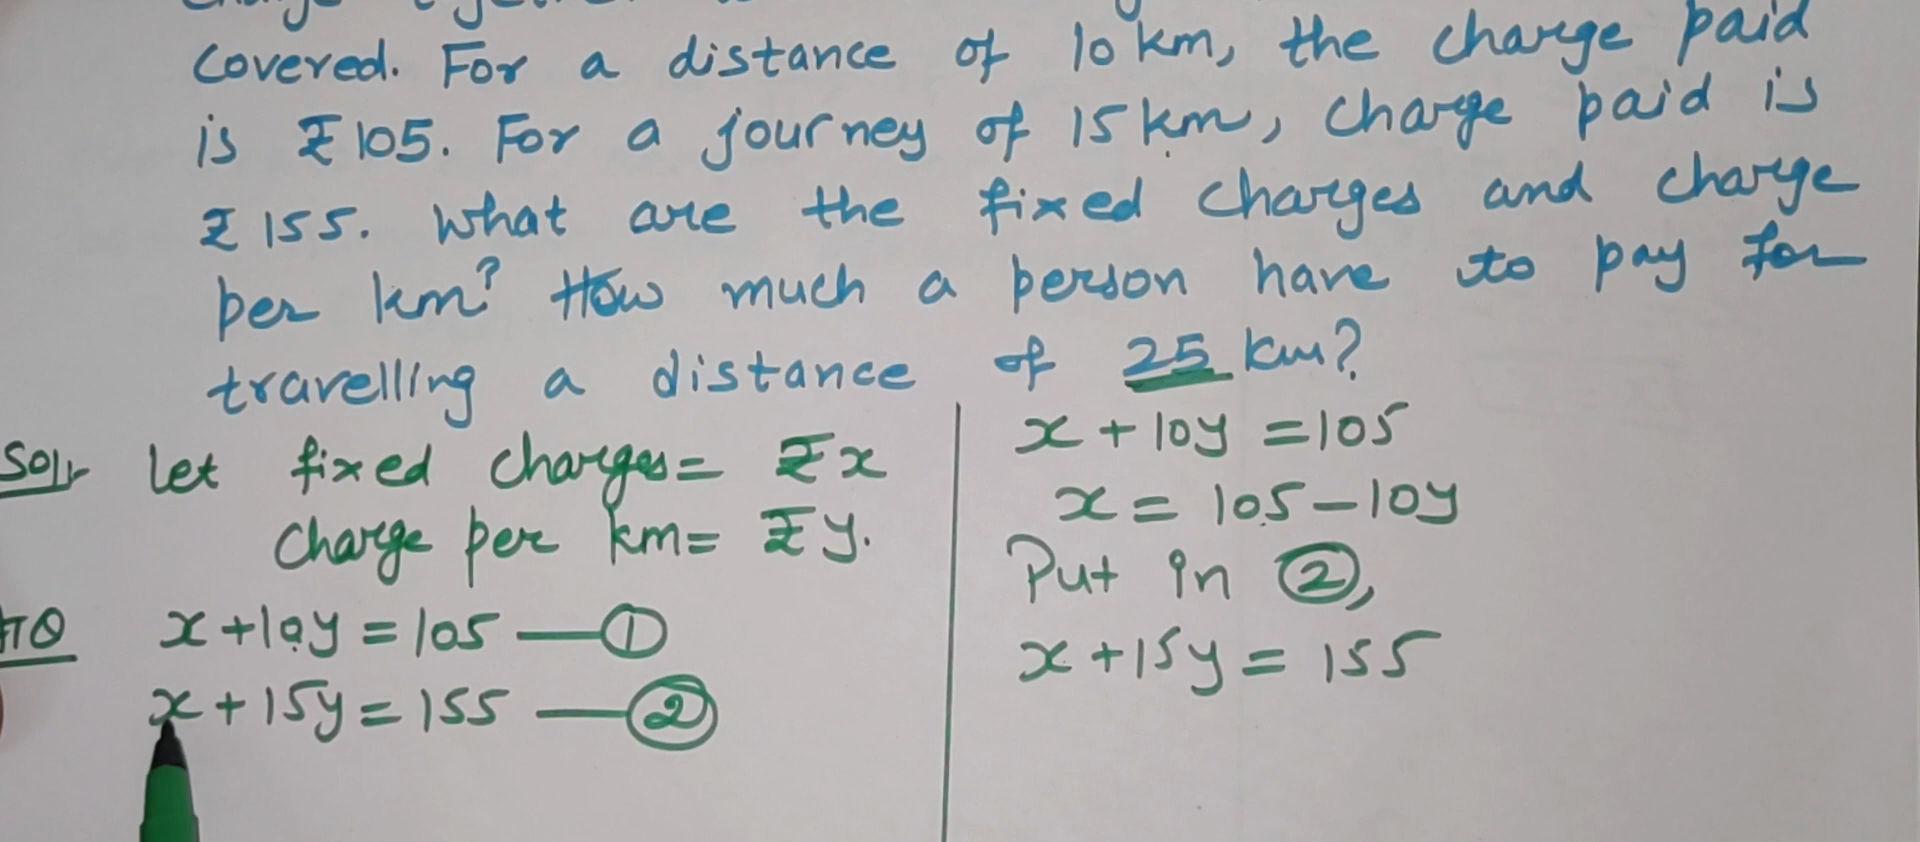 covered. For a distance of 10 km, the charge paid
is ₹105. For a journey of 15 km, charge paid is
₹155. What are the fixed charges and charge
per km? How much a person have to pay for
travelling a distance of 25 km?
Soln Let fixed charges = ₹x
charge per km = ₹y.
ATQ x+10y = 105 — ①
x + 15y = 155 — ②
x + 10y = 105
x = 105 – 10y
Put in ②,
x + 15y = 155